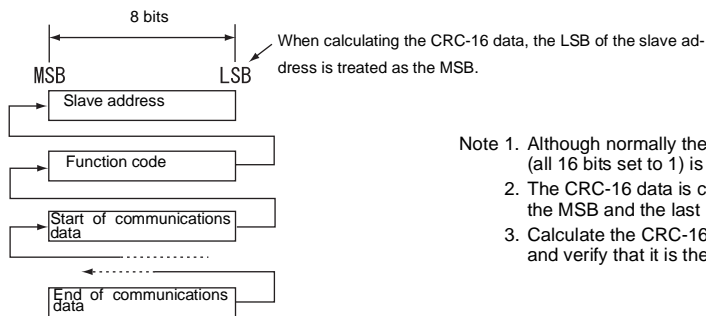 8 bits
When calculating the CRC-16 data, the LSB of the slave ad-
dress is treated as the MSB.
MSB
LSB
Slave address
Function code
Start of communications
data
End of communications
data
Note 1. Although normally the
(all 16 bits set to 1) is
2. The CRC-16 data is c
the MSB and the last
3. Calculate the CRC-16
and verify that it is the